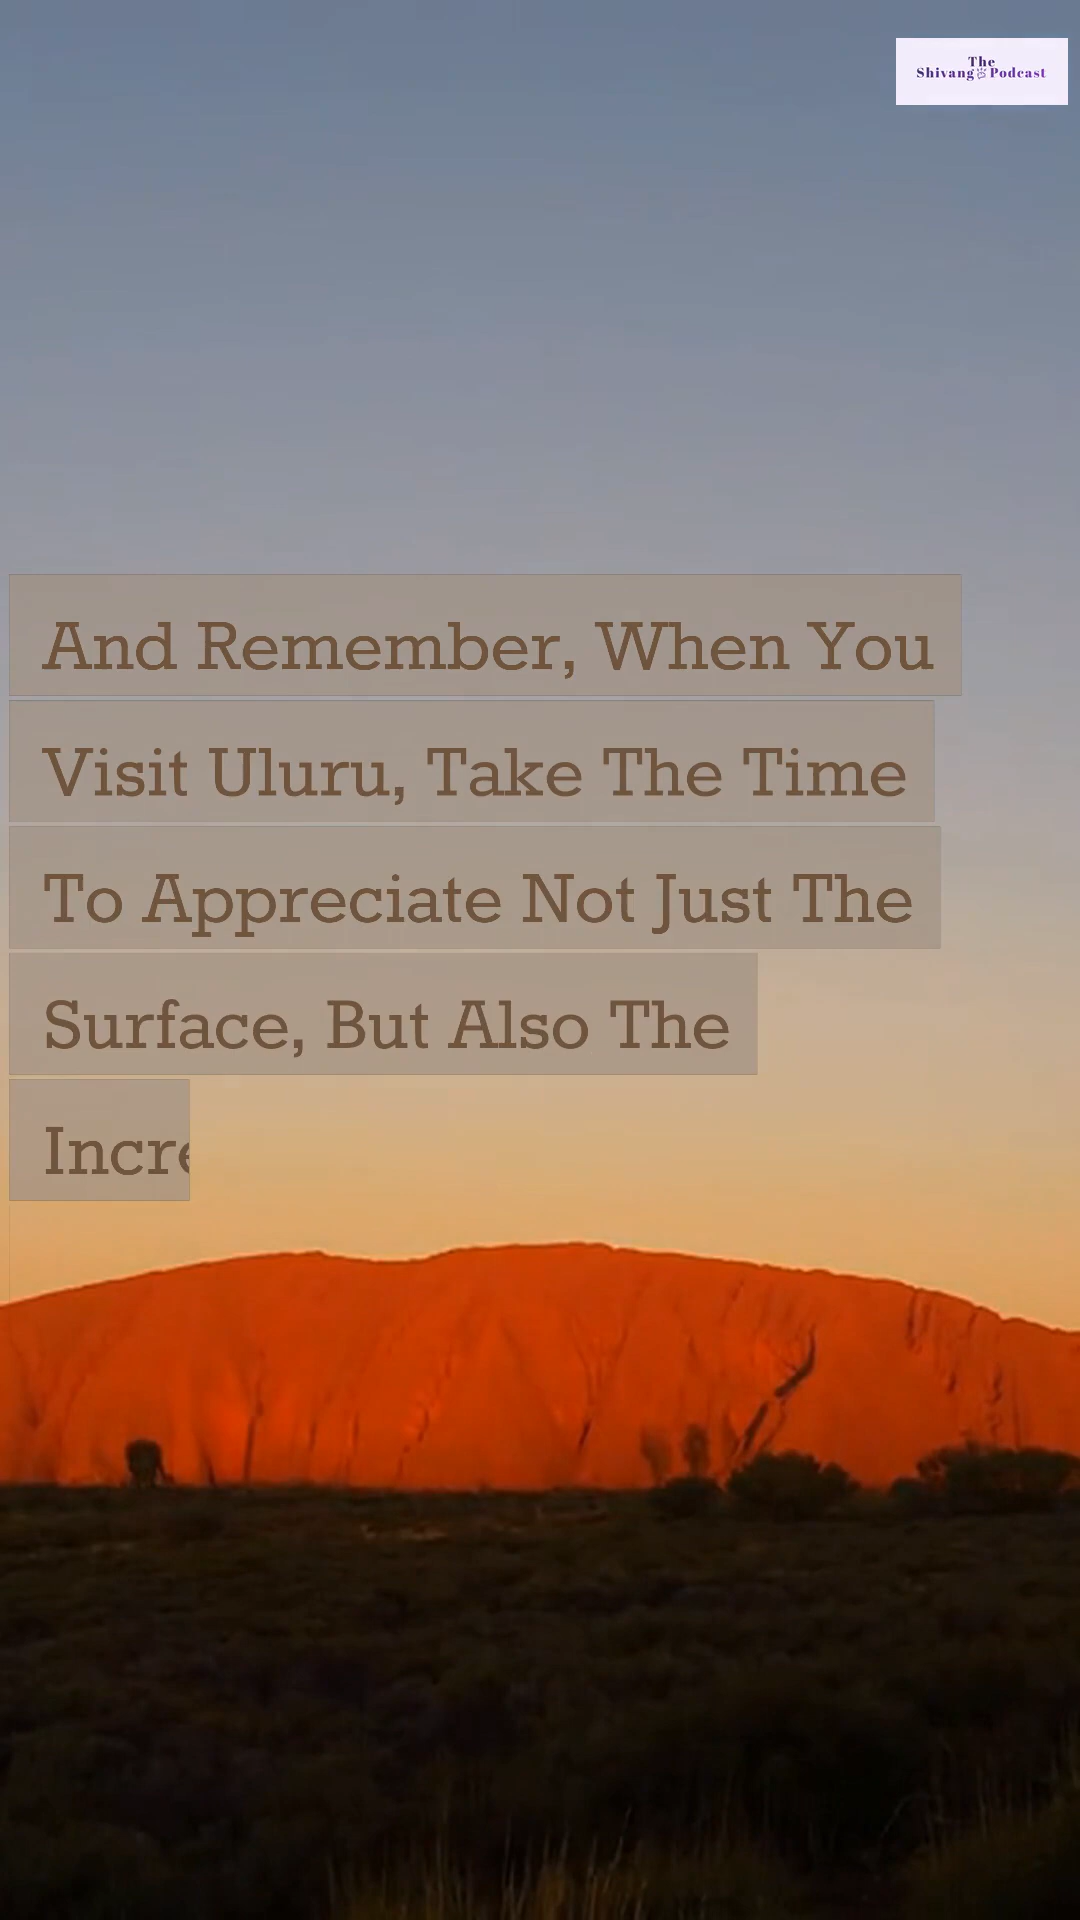 The
Shivang Podcast
And Remember, When You
Visit Uluru, Take The Time
To Appreciate Not Just The
Surface, But Also The
Incre